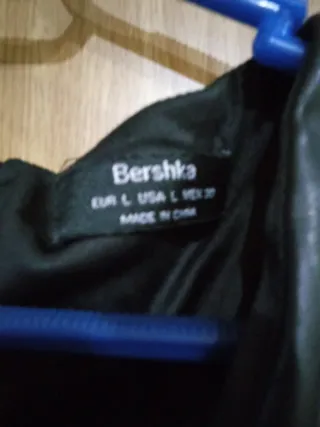 Bershka
EUR L USA L MEX 30
MADE IN CHINA